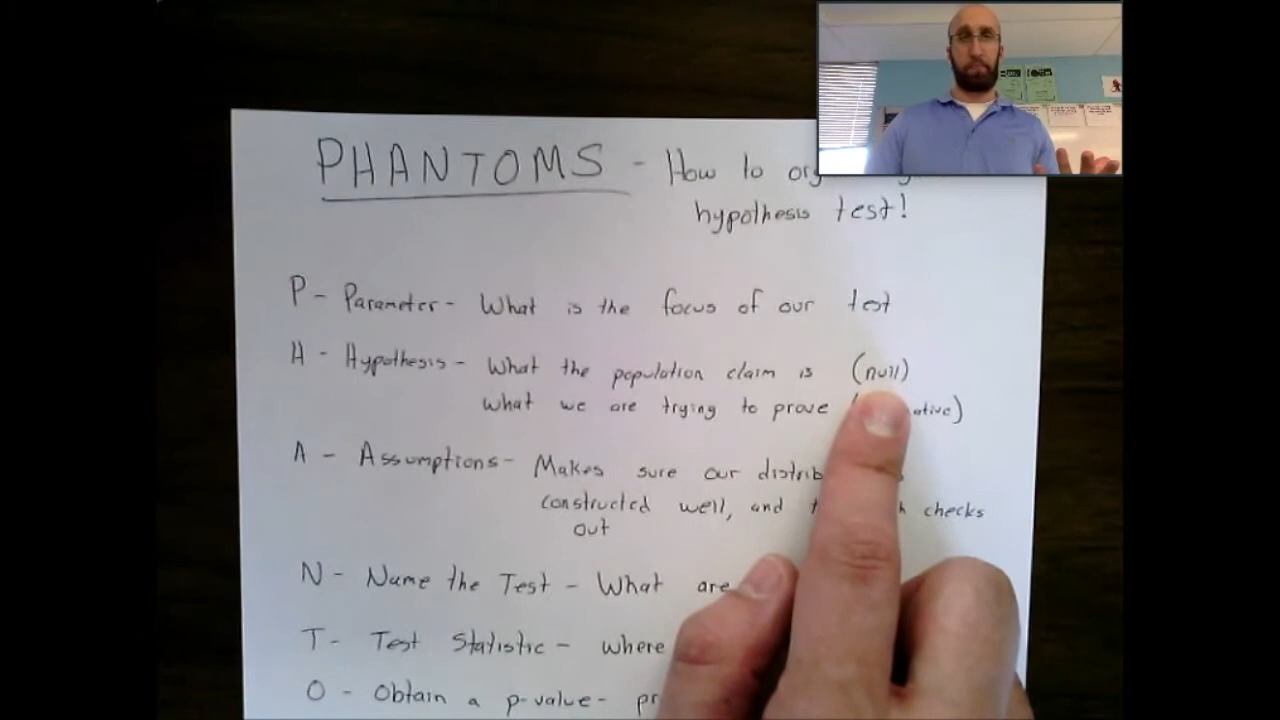 PHANTOMS - How to
hypothesis test!
P - Parameter - What is the focus of our test
H - Hypothesis - What the population claim is (null)
what we are trying to prove
A - Assumptions - Makes sure our
constructed well, and checks
out
N - Name the Test - What are
T - Test Statistic - where
O - Obtain a p-value -